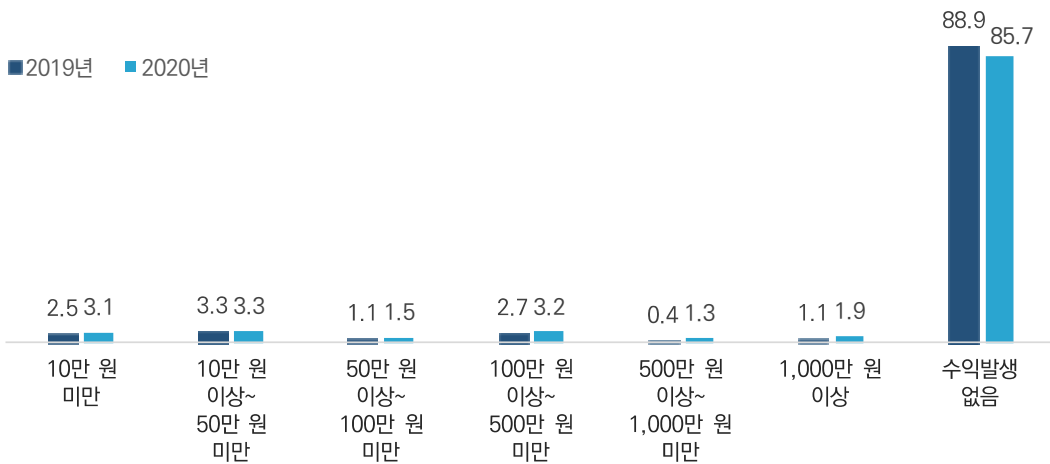 88.9
85.7
2019년 2020년
2.5 3.1
3.3 3.3
1.1 1.5
2.7 3.2
0.4 1.3
1.1 1.9
10만 원
미만
10만 원
이상~
50만 원
미만
50만 원
이상~
100만 원
미만
100만 원
이상~
500만 원
미만
500만 원
이상~
1,000만 원
미만
1,000만 원
이상
수익발생
없음